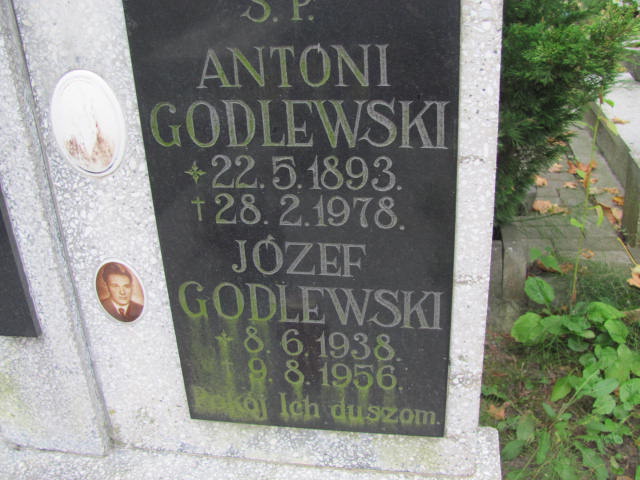 Ś.P.
ANTONI
GODLEWSKI
* 22.5.1893.
† 28.2.1978.
JÓZEF
GODLEWSKI
* 8.6.1938.
† 9.8.1956.
Pokój Ich duszom.